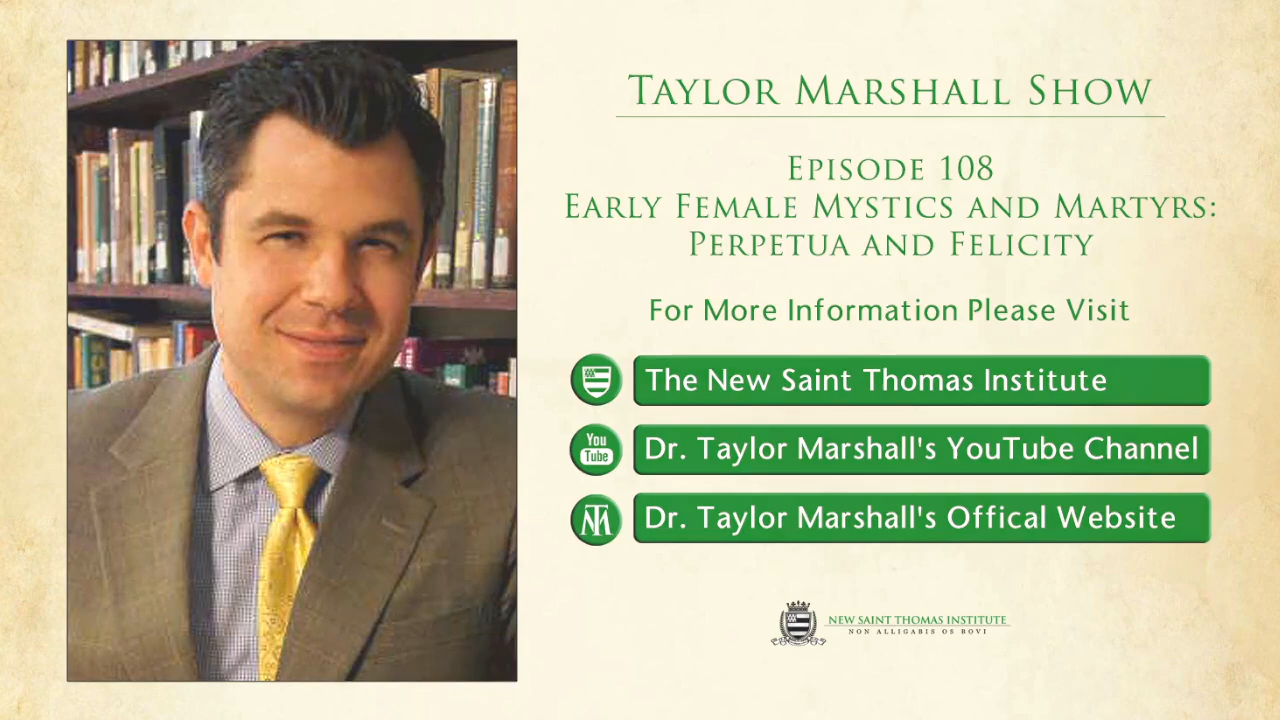 Taylor Marshall Show
Episode 108
Early Female Mystics and Martyrs:
Perpetua and Felicity
For More Information Please Visit
The New Saint Thomas Institute
You
Tube
Dr. Taylor Marshall's YouTube Channel
TM
Dr. Taylor Marshall's Offical Website
NEW SAINT THOMAS INSTITUTE
NON ALLIGABIS OS BOVI